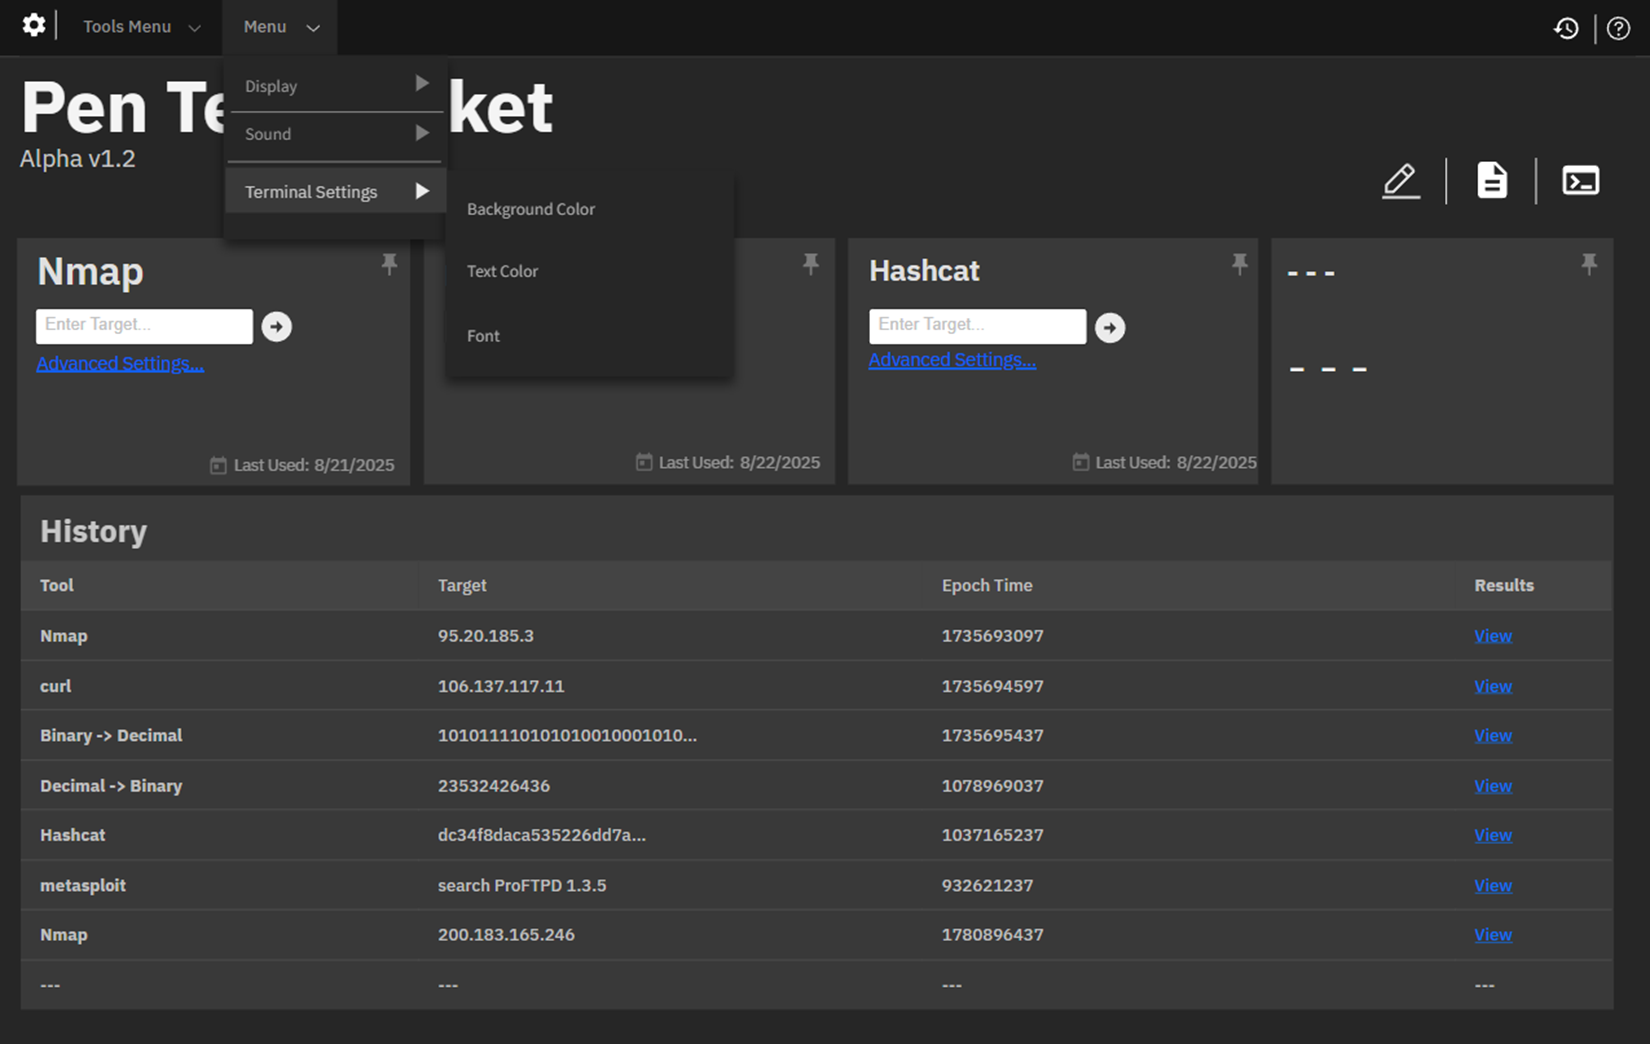 Tools Menu
Menu
Display
Sound
Terminal Settings
Background Color
Text Color
Font
Pen Te ket
Alpha v1.2
Nmap
Enter Target...
Advanced Settings...
Last Used: 8/21/2025
Last Used: 8/22/2025
Hashcat
Enter Target...
Advanced Settings...
Last Used: 8/22/2025
---
- - -
History
Tool Target Epoch Time Results
Nmap 95.20.185.3 1735693097 View
curl 106.137.117.11 1735694597 View
Binary -> Decimal 101011110101010010001010... 1735695437 View
Decimal -> Binary 23532426436 1078969037 View
Hashcat dc34f8daca535226dd7a... 1037165237 View
metasploit search ProFTPD 1.3.5 932621237 View
Nmap 200.183.165.246 1780896437 View
--- --- --- ---